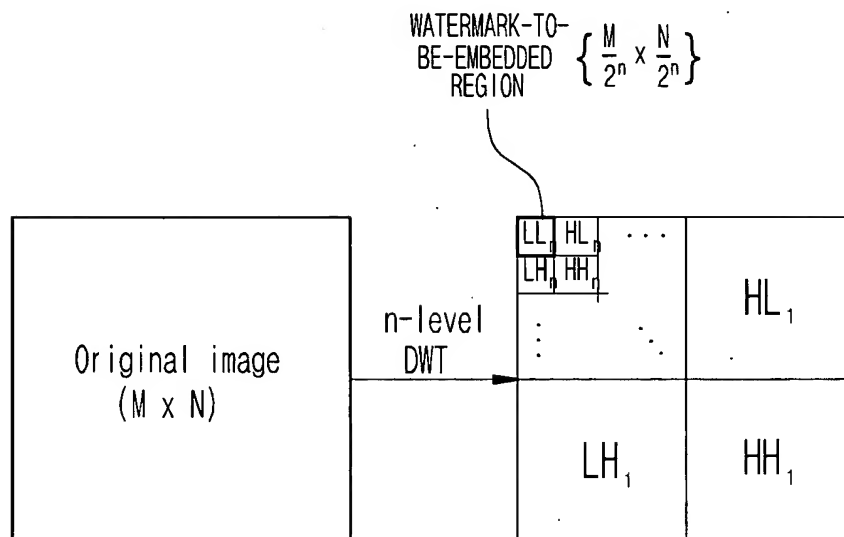 WATERMARK-TO-
BE-EMBEDDED
REGION
{ M/2ⁿ x N/2ⁿ }
LLₙ HLₙ ...
LHₙ HHₙ
HL₁
n-level
DWT
Original image
(M x N)
LH₁
HH₁